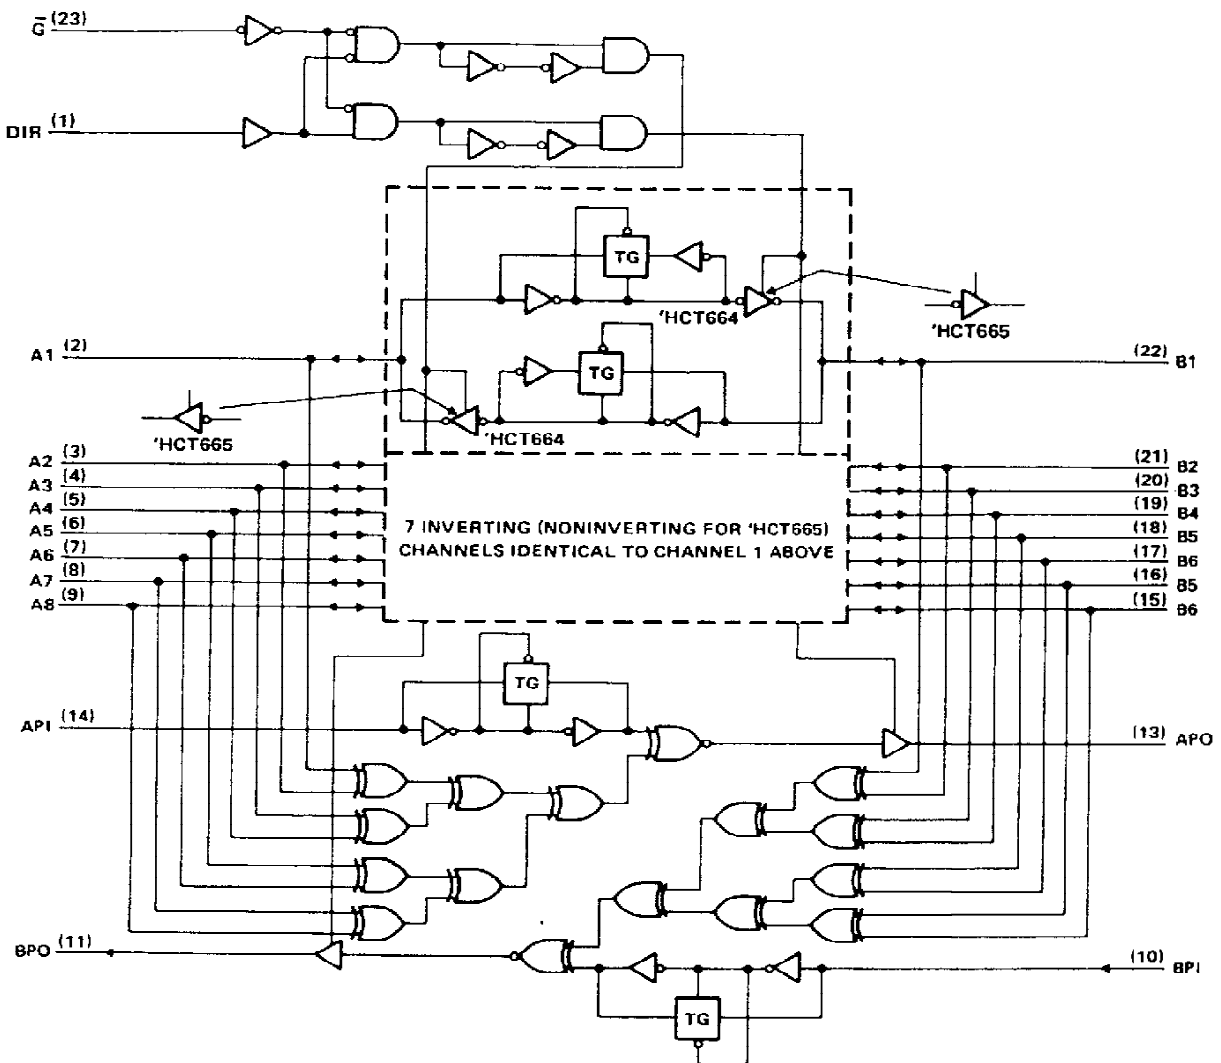 G̅ (23)
DIR (1)
TG
'HCT664
'HCT665
A1 (2)
(22) B1
TG
'HCT665
'HCT664
A2 (3)
(21) B2
A3 (4)
(20) B3
A4 (5)
(19) B4
A5 (6)
(18) B5
A6 (7)
(17) B6
A7 (8)
(16) B5
A8 (9)
(15) B6
7 INVERTING (NONINVERTING FOR 'HCT665)
CHANNELS IDENTICAL TO CHANNEL 1 ABOVE
TG
API (14)
(13) APO
BPO (11)
(10) BPI
TG